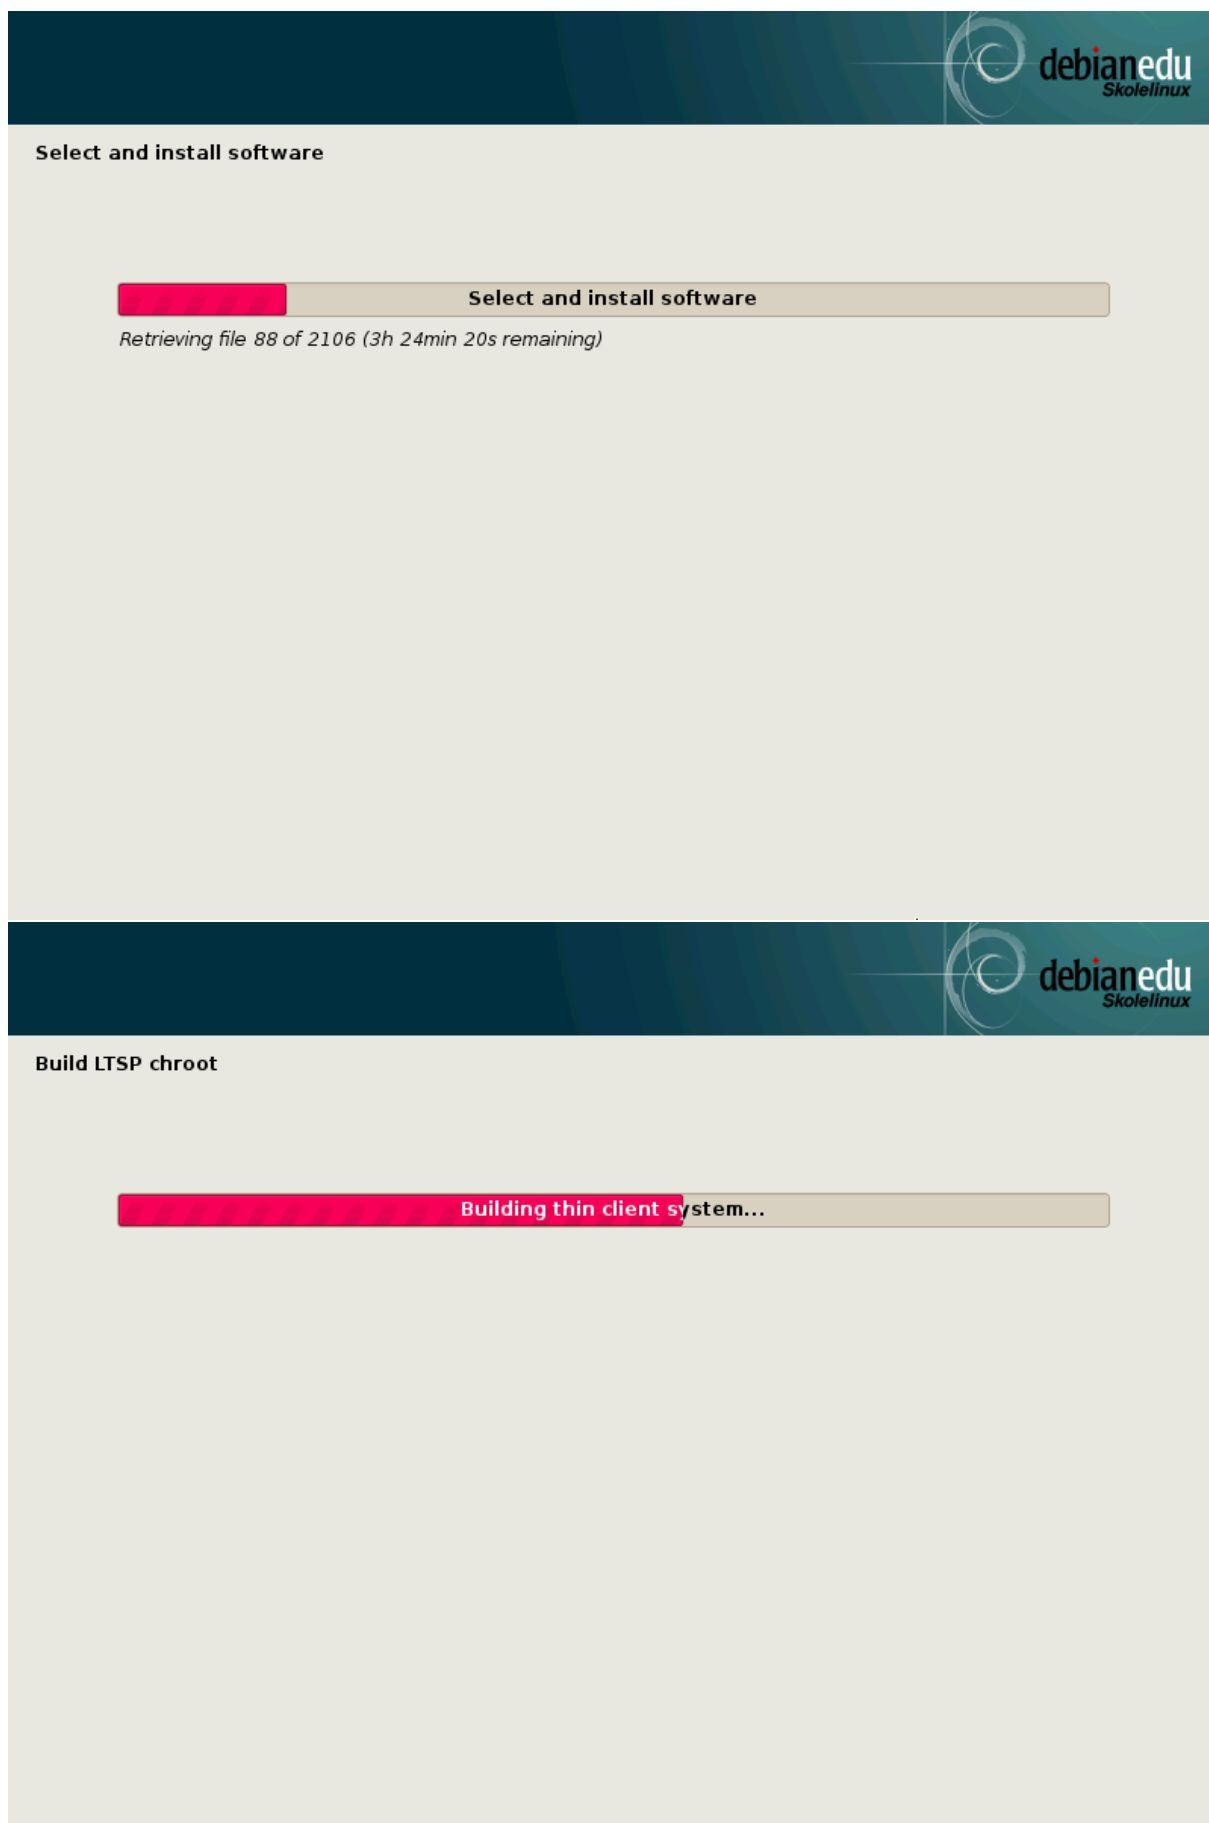 debianedu
Skolelinux
Select and install software
Select and install software
Retrieving file 88 of 2106 (3h 24min 20s remaining)
debianedu
Skolelinux
Build LTSP chroot
Building thin client system...